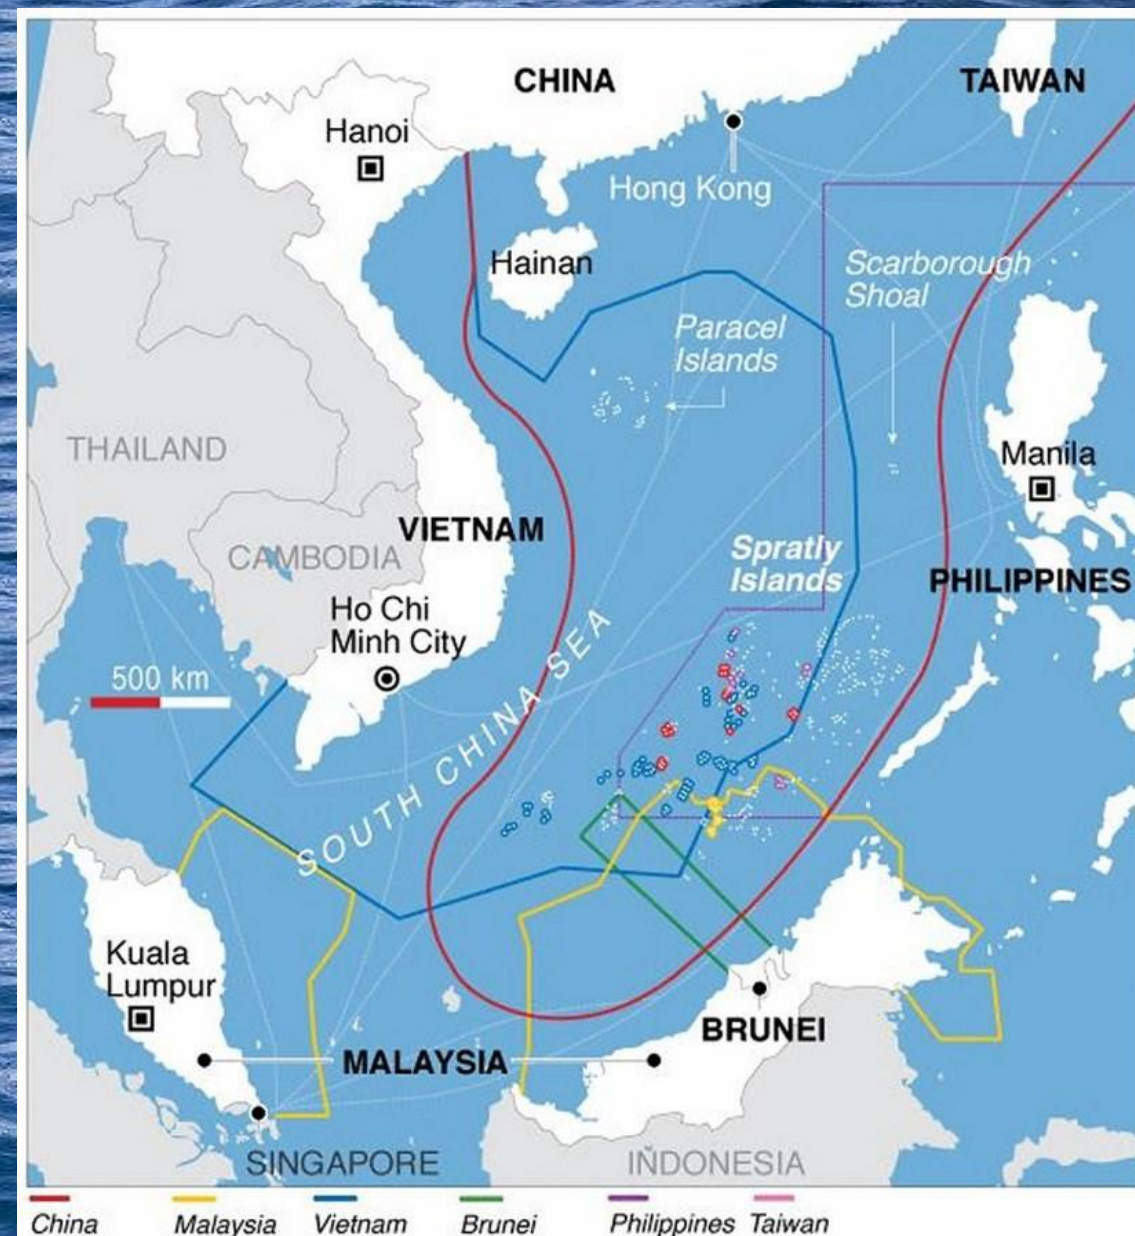 CHINA
TAIWAN
Hanoi
Hong Kong
Hainan
Scarborough
Shoal
Paracel
Islands
THAILAND
Manila
VIETNAM
CAMBODIA
Spratly
Islands
PHILIPPINES
Ho Chi
Minh City
500 km
SOUTH CHINA SEA
Kuala
Lumpur
BRUNEI
MALAYSIA
SINGAPORE
INDONESIA
China Malaysia Vietnam Brunei Philippines Taiwan